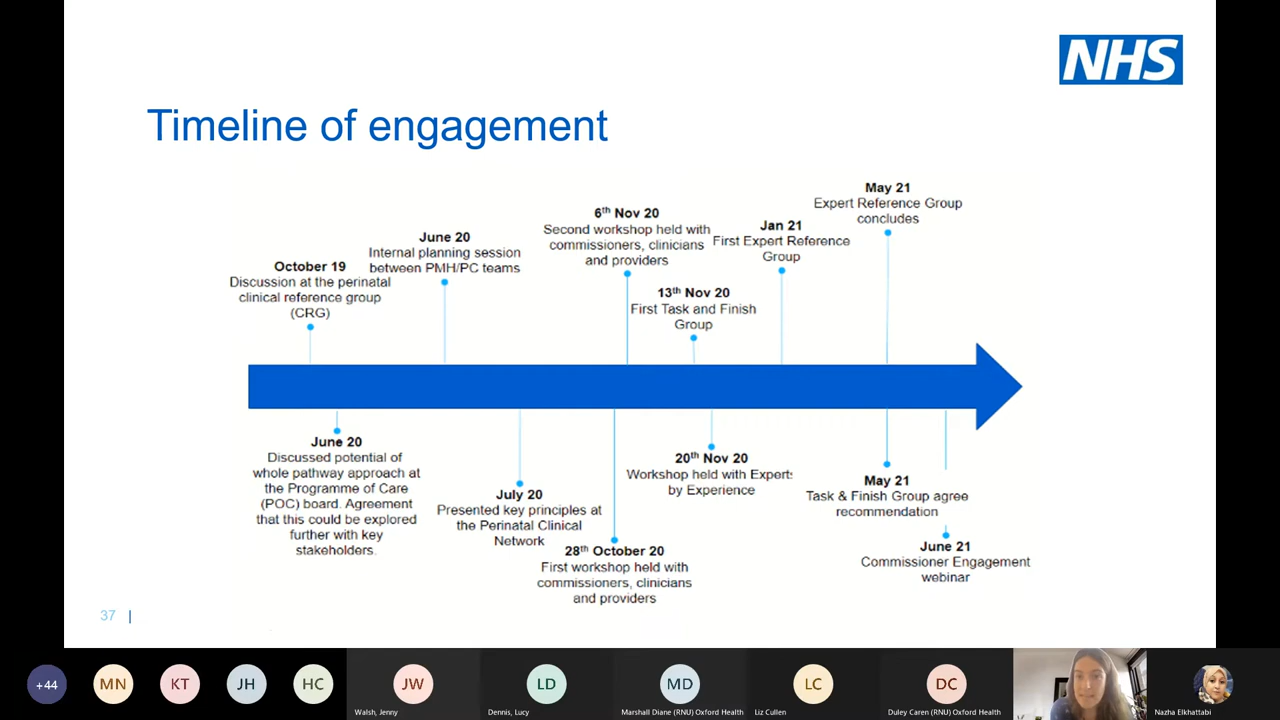 NHS
Timeline of engagement
October 19
Discussion at the perinatal
clinical reference group
(CRG)
June 20
Internal planning session
between PMH/PC teams
6th Nov 20
Second workshop held with
commissioners, clinicians
and providers
13th Nov 20
First Task and Finish
Group
Jan 21
First Expert Reference
Group
May 21
Expert Reference Group
concludes
June 20
Discussed potential of
whole pathway approach at
the Programme of Care
(POC) board. Agreement
that this could be explored
further with key
stakeholders.
July 20
Presented key principles at
the Perinatal Clinical
Network
28th October 20
First workshop held with
commissioners, clinicians
and providers
20th Nov 20
Workshop held with Experts
by Experience
May 21
Task & Finish Group agree
recommendation
June 21
Commissioner Engagement
webinar
37 |
+44
MN
KT
JH
HC
JW
Walsh, Jenny
LD
Dennis, Lucy
MD
Marshall Diane (RNU) Oxford Health
LC
Liz Cullen
DC
Duley Caren (RNU) Oxford Health
Nazha Elkhattabi